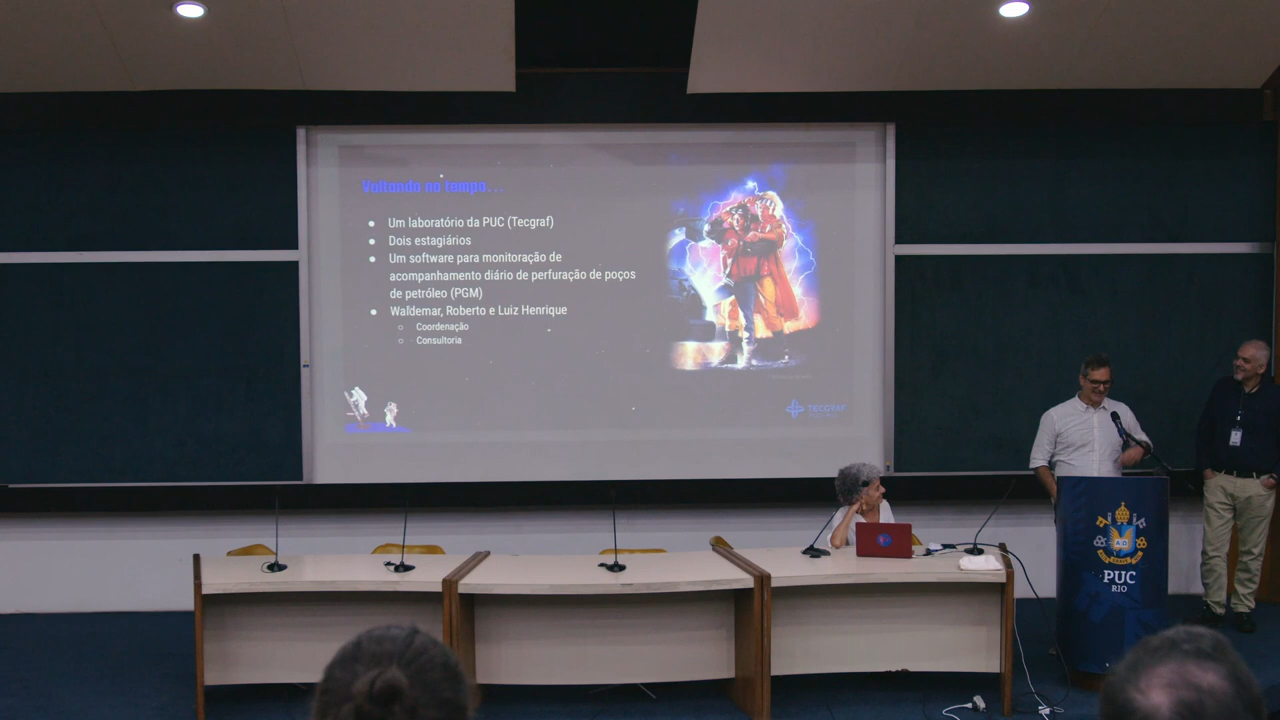 Voltando no tempo...
● Um laboratório da PUC (Tecgraf)
● Dois estagiários
● Um software para monitoração de
acompanhamento diário de perfuração de poços
de petróleo (PGM)
● Waldemar, Roberto e Luiz Henrique
○ Coordenação
○ Consultoria
TECGRAF
PUC
RIO